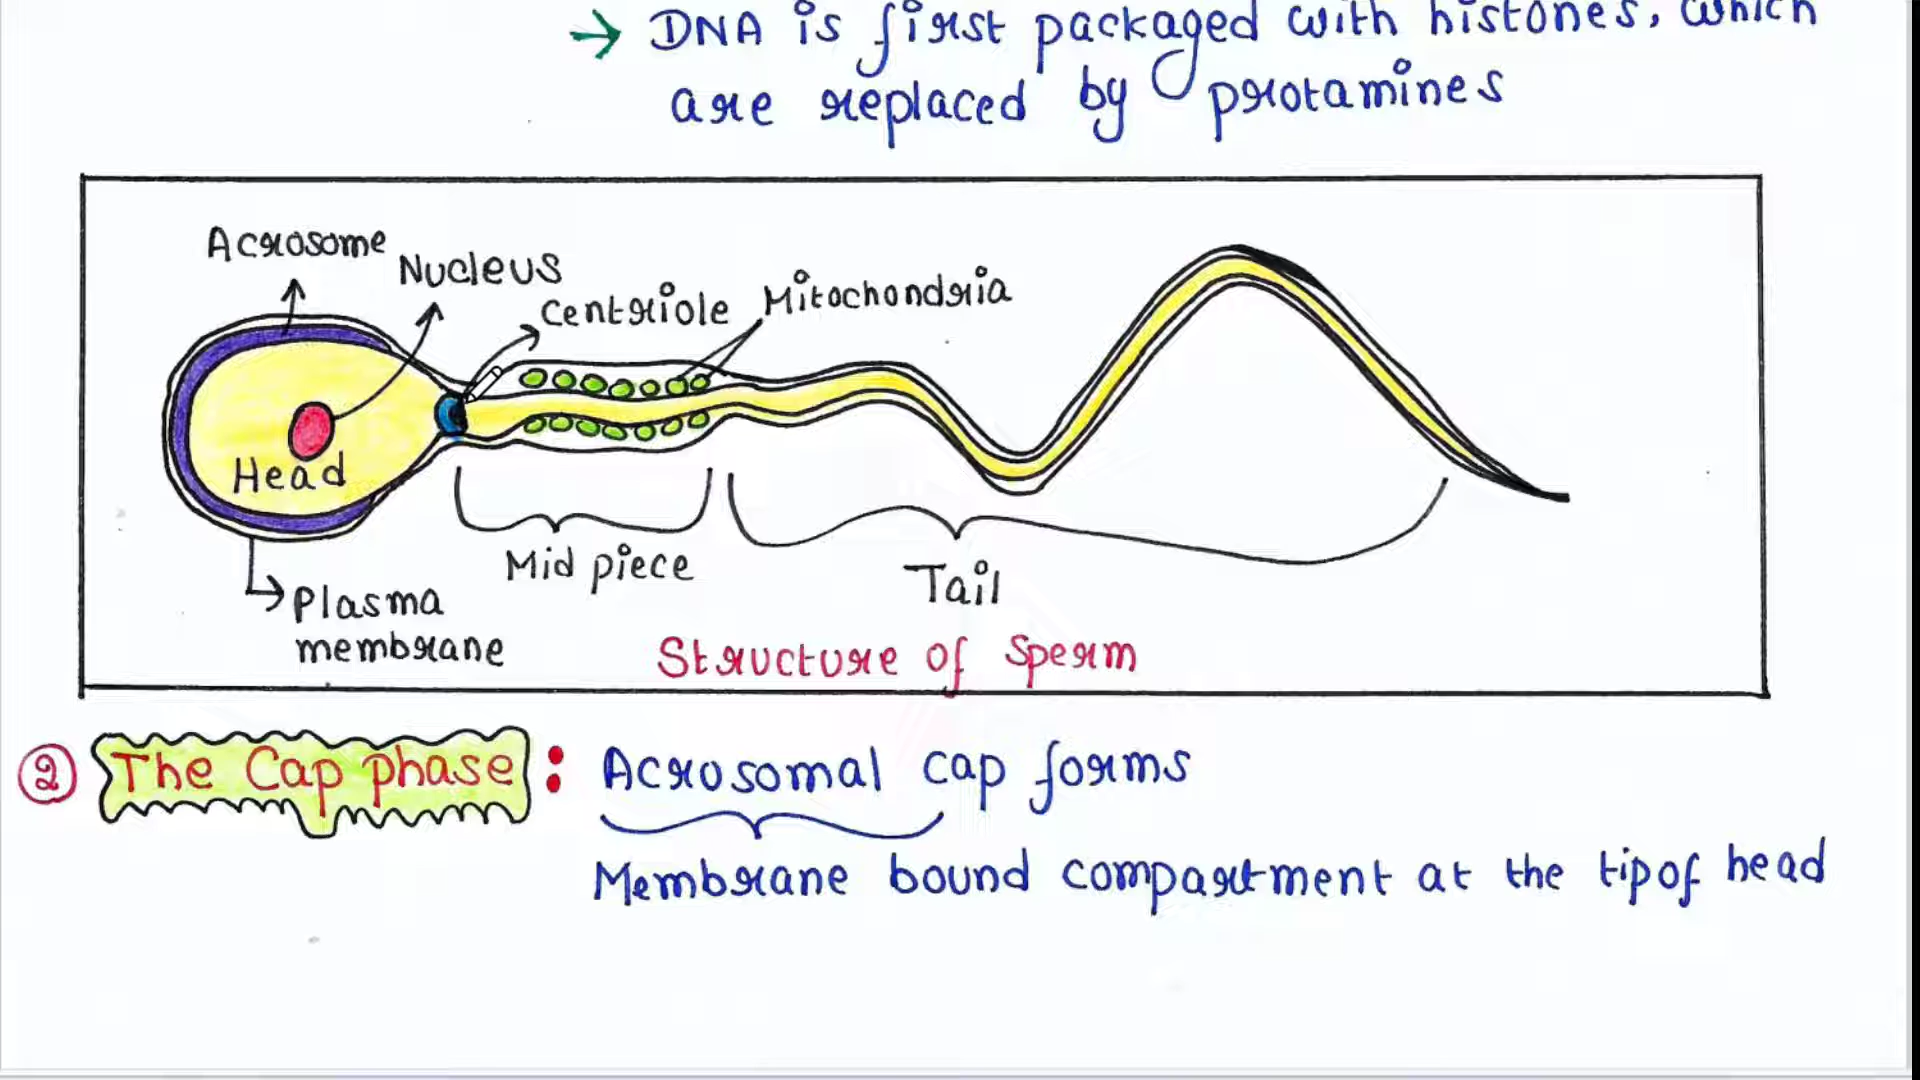 → DNA is first packaged with histones, which
are replaced by protamines
Acrosome
Nucleus
Centriole
Mitochondria
Head
Mid piece
Tail
Plasma
membrane
Structure of Sperm
② The Cap phase : Acrosomal cap forms
Membrane bound compartment at the tip of head